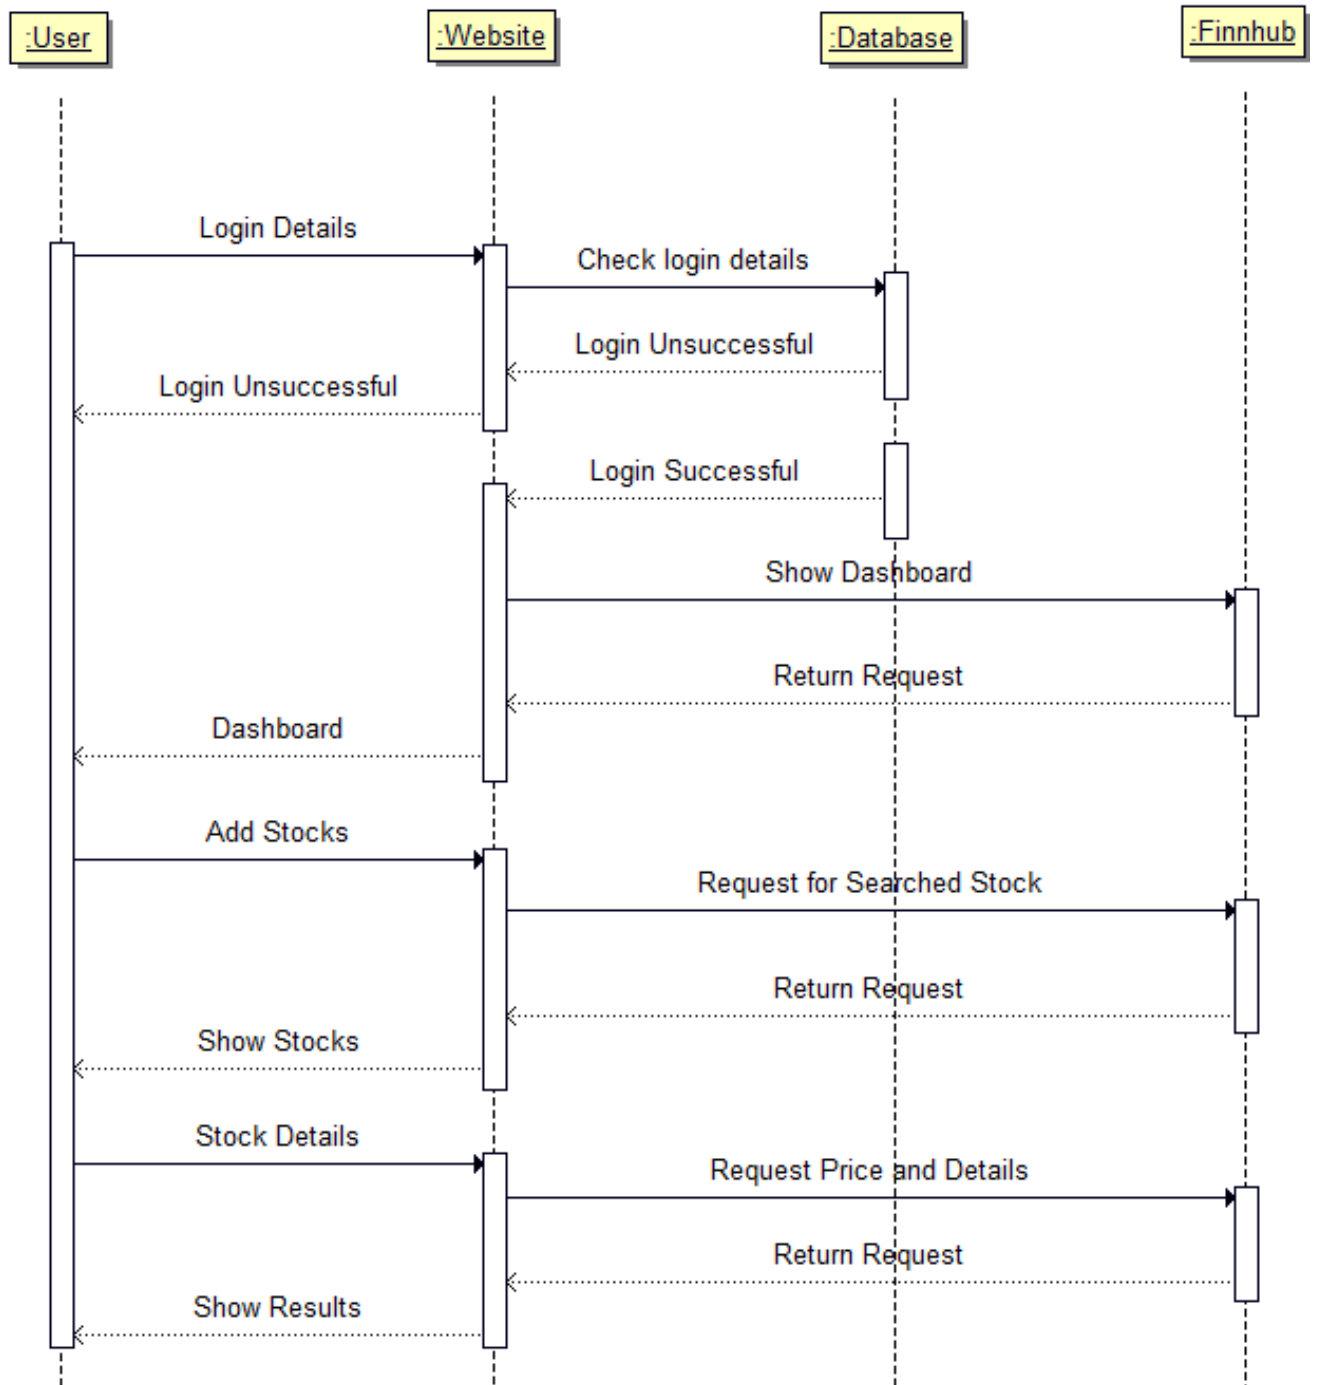 :User
:Website
:Database
:Finnhub
Login Details
Check login details
Login Unsuccessful
Login Unsuccessful
Login Successful
Show Dashboard
Return Request
Dashboard
Add Stocks
Request for Searched Stock
Return Request
Show Stocks
Stock Details
Request Price and Details
Return Request
Show Results